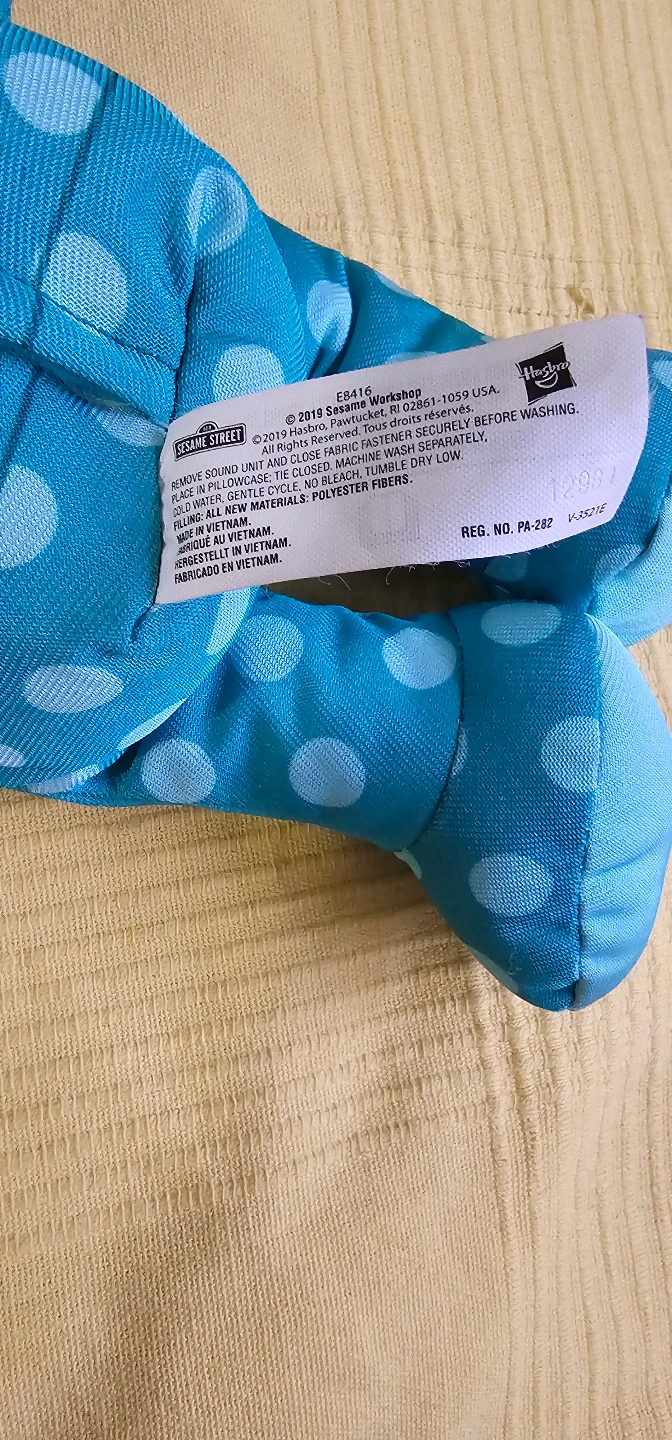 E8416
© 2019 Sesame Workshop
©2019 Hasbro, Pawtucket, RI 02861-1059 USA.
All Rights Reserved. Tous droits réservés.
SESAME STREET
Hasbro
REMOVE SOUND UNIT AND CLOSE FABRIC FASTENER SECURELY BEFORE WASHING.
PLACE IN PILLOWCASE; TIE CLOSED. MACHINE WASH SEPARATELY,
COLD WATER, GENTLE CYCLE, NO BLEACH, TUMBLE DRY LOW.
FILLING: ALL NEW MATERIALS: POLYESTER FIBERS.
MADE IN VIETNAM.
FABRIQUÉ AU VIETNAM.
HERGESTELLT IN VIETNAM.
FABRICADO EN VIETNAM.
REG. NO. PA-282 V-3521E